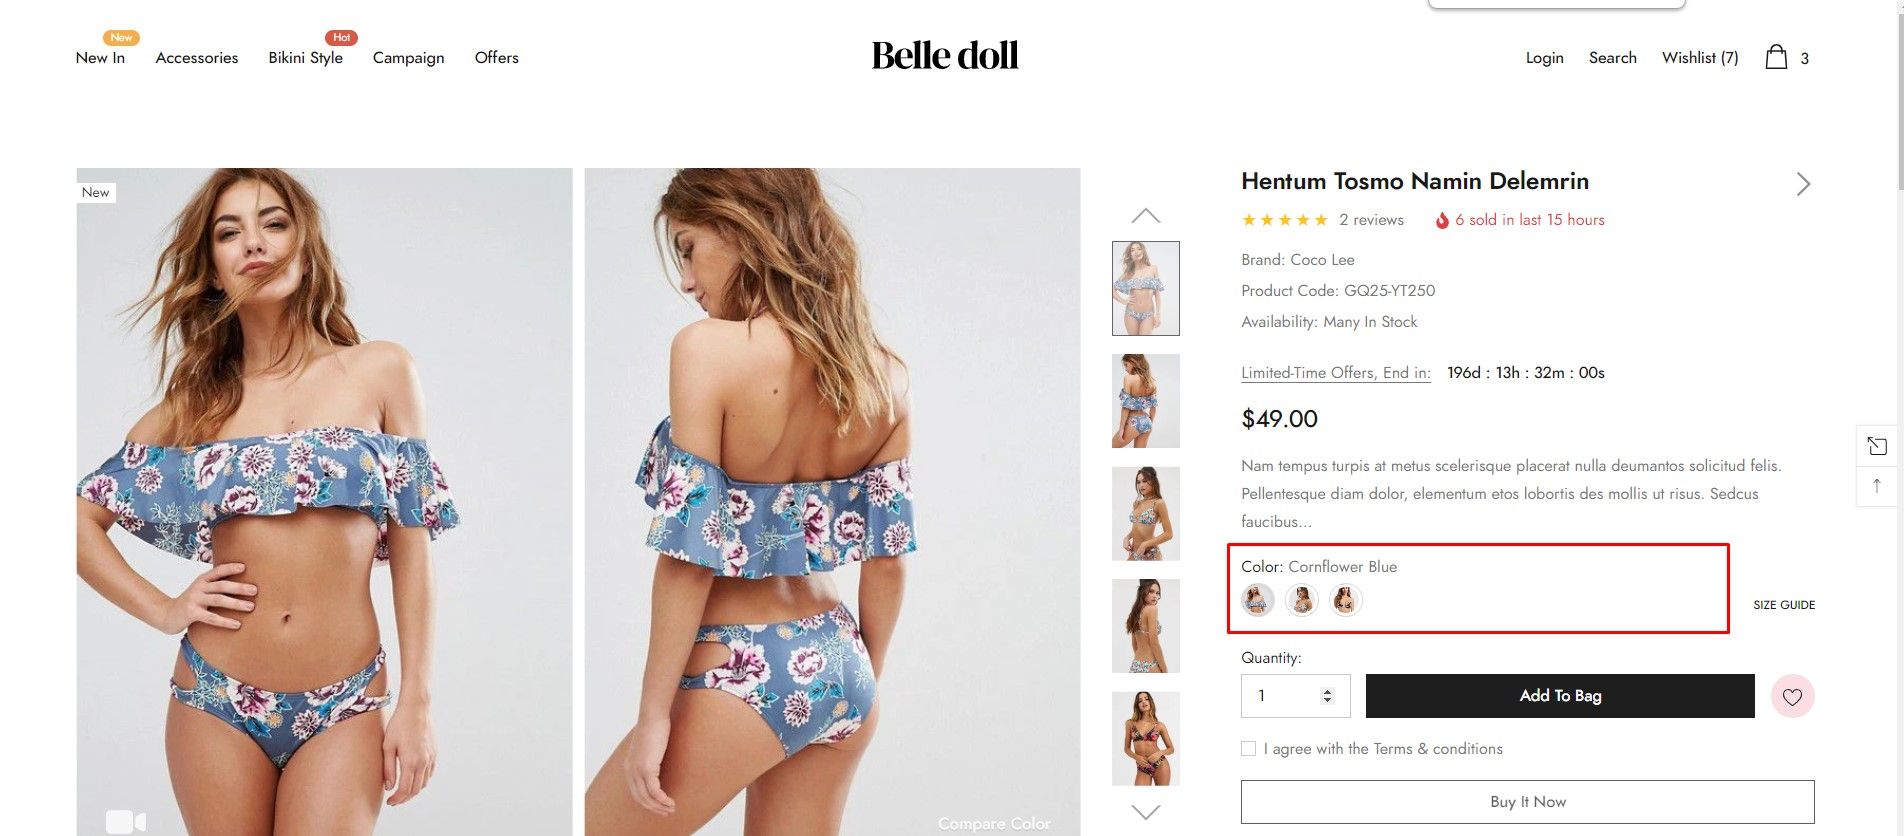 New
Hot
New In
Accessories
Bikini Style
Campaign
Offers
Belle doll
Login
Search
Wishlist (7)
3
New
Compare Color
Hentum Tosmo Namin Delemrin
2 reviews
6 sold in last 15 hours
Brand: Coco Lee
Product Code: GQ25-YT250
Availability: Many In Stock
Limited-Time Offers, End in: 196d : 13h : 32m : 00s
$49.00
Nam tempus turpis at metus scelerisque placerat nulla deumantos solicitud felis.
Pellentesque diam dolor, elementum etos lobortis des mollis ut risus. Sedcus
faucibus...
Color: Cornflower Blue
SIZE GUIDE
Quantity:
1
Add To Bag
I agree with the Terms & conditions
Buy It Now